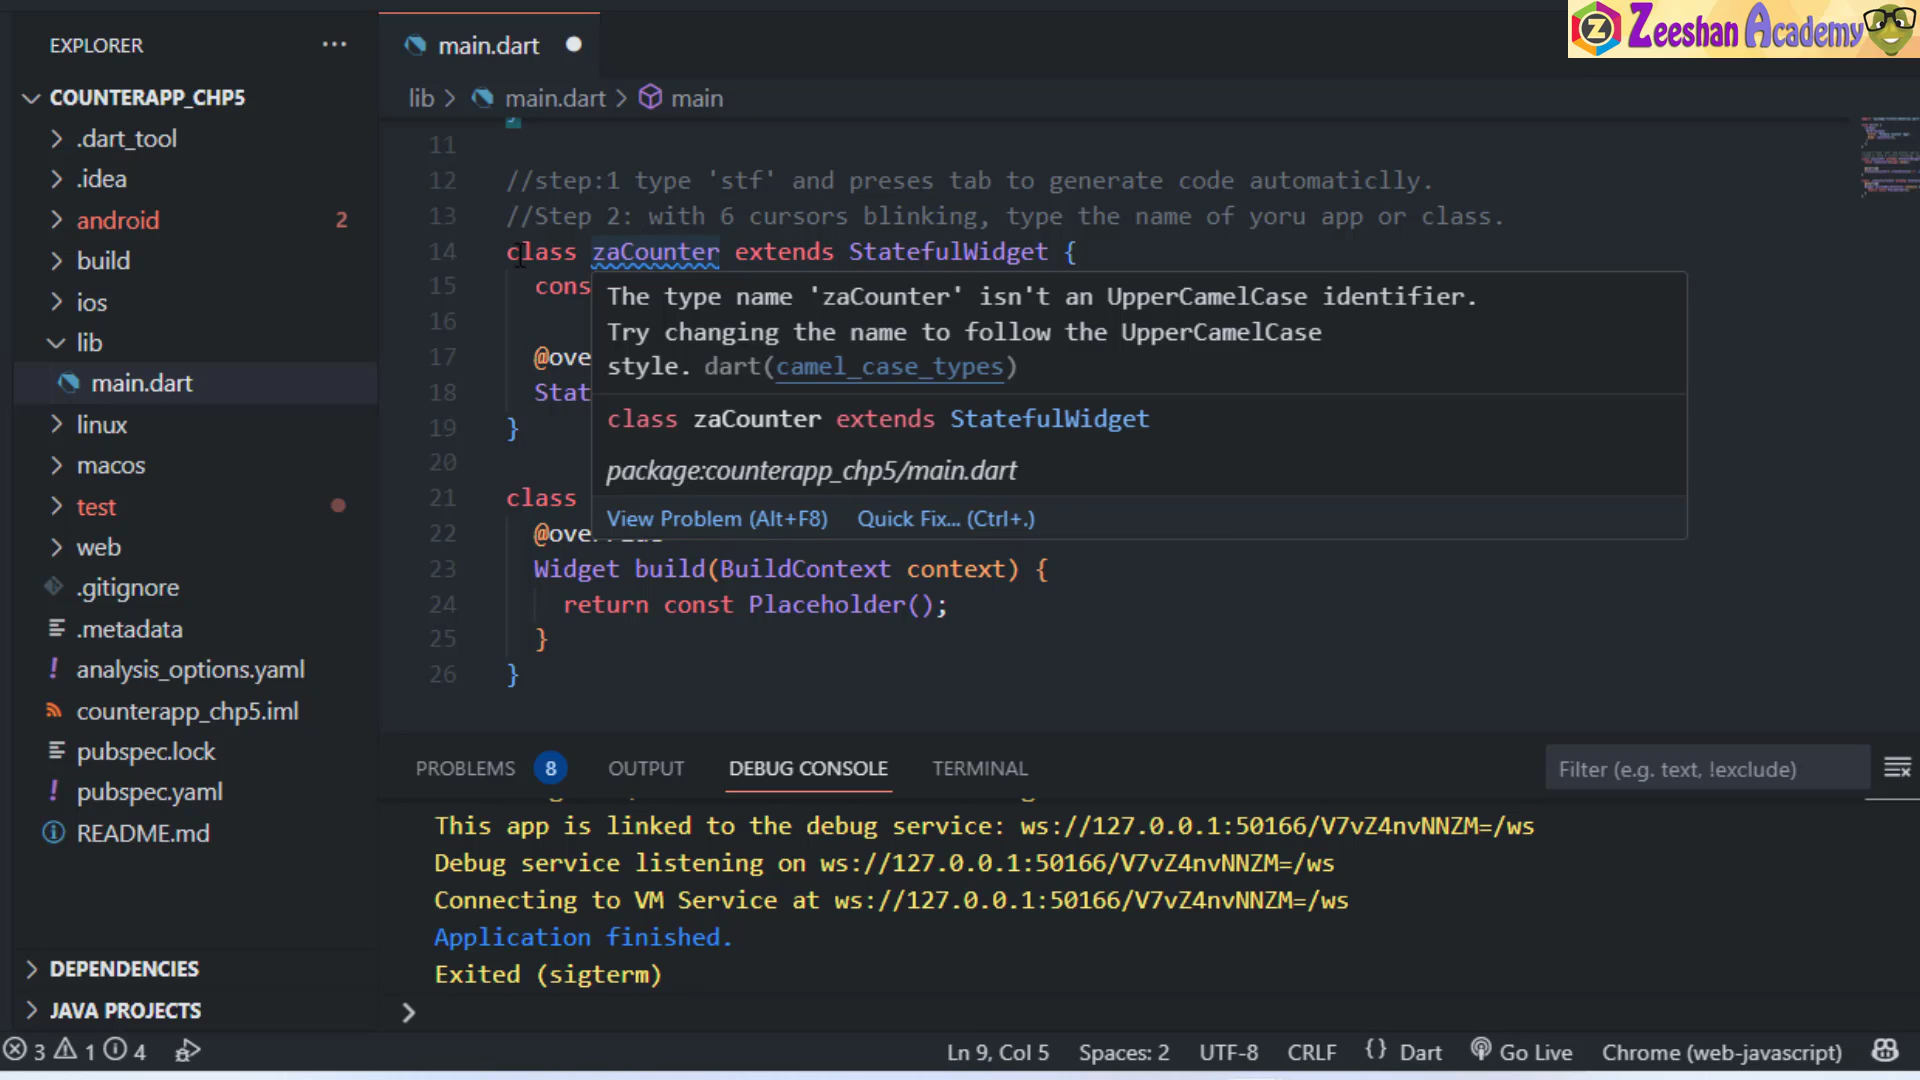 Zeeshan Academy
EXPLORER
main.dart
COUNTERAPP_CHP5
lib > main.dart > main
.dart_tool
.idea
android 2
build
ios
lib
main.dart
linux
macos
test
web
.gitignore
.metadata
analysis_options.yaml
counterapp_chp5.iml
pubspec.lock
pubspec.yaml
README.md
DEPENDENCIES
JAVA PROJECTS
11
12 //step:1 type 'stf' and preses tab to generate code automaticlly.
13 //Step 2: with 6 cursors blinking, type the name of yoru app or class.
14 class zaCounter extends StatefulWidget {
15 cons
16
17 @over
18 Stat
19 }
20
21 class
22 @override
23 Widget build(BuildContext context) {
24 return const Placeholder();
25 }
26 }
The type name 'zaCounter' isn't an UpperCamelCase identifier.
Try changing the name to follow the UpperCamelCase
style. dart(camel_case_types)
class zaCounter extends StatefulWidget
package:counterapp_chp5/main.dart
View Problem (Alt+F8) Quick Fix... (Ctrl+.)
PROBLEMS 8 OUTPUT DEBUG CONSOLE TERMINAL Filter (e.g. text, !exclude)
This app is linked to the debug service: ws://127.0.0.1:50166/V7vZ4nvNNZM=/ws
Debug service listening on ws://127.0.0.1:50166/V7vZ4nvNNZM=/ws
Connecting to VM Service at ws://127.0.0.1:50166/V7vZ4nvNNZM=/ws
Application finished.
Exited (sigterm)
3 1 4 Ln 9, Col 5 Spaces: 2 UTF-8 CRLF {} Dart Go Live Chrome (web-javascript)